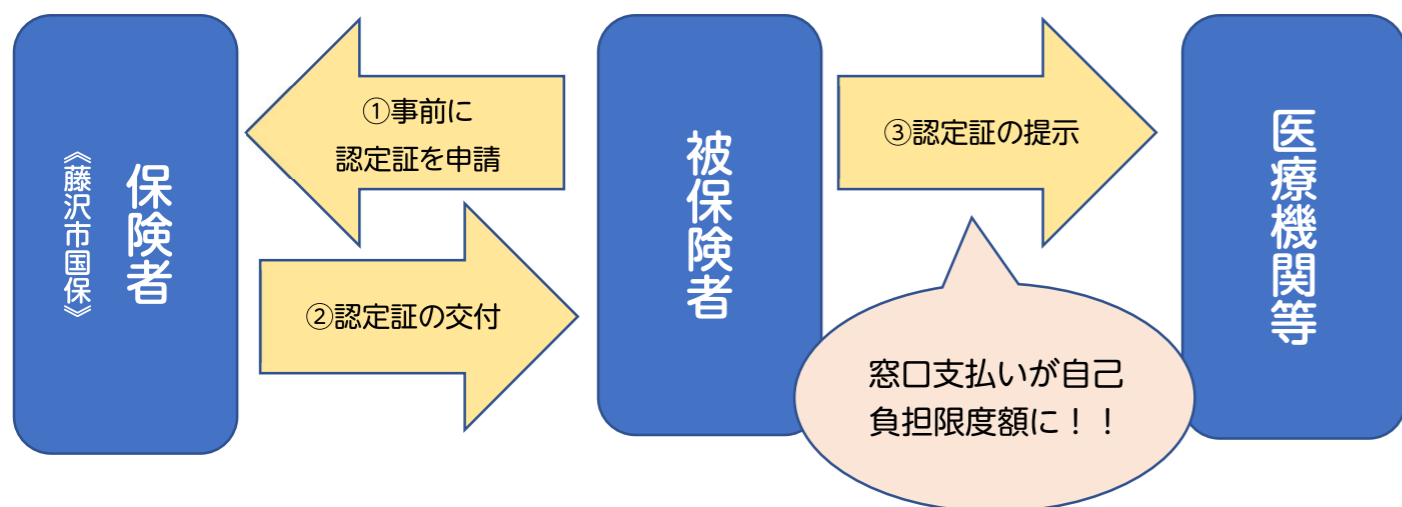 保険者
《藤沢市国保》
①事前に
認定証を申請
②認定証の交付
被保険者
③認定証の提示
窓口支払いが自己
負担限度額に！！
医療機関等